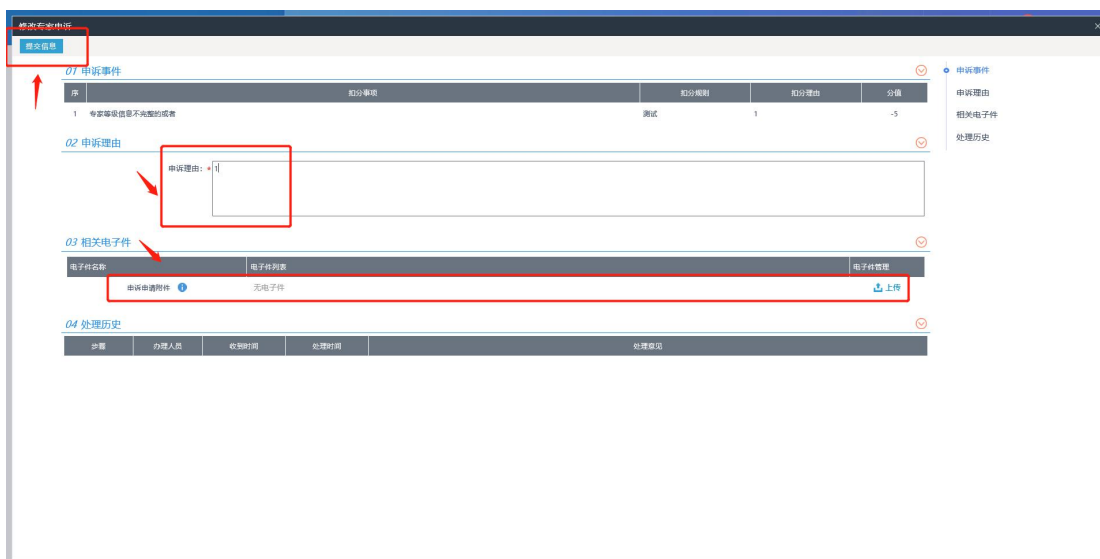 修改专家申诉 ×
提交信息
01 申诉事件
序 扣分事项 扣分规则 扣分理由 分值
1 专家等级信息不完整的或者 测试 1 -5
02 申诉理由
申诉理由：* 1
03 相关电子件
电子件名称 电子件列表 电子件管理
申诉申请附件 无电子件 上传
04 处理历史
步骤 办理人员 收到时间 处理时间 处理意见
申诉事件
申诉理由
相关电子件
处理历史